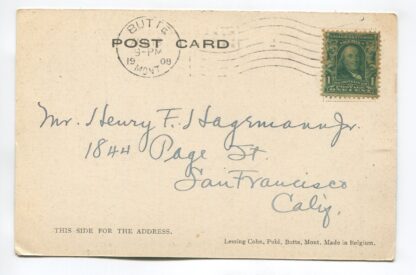 BUTTE
9-PM
19 08
MONT.
POST CARD
Mr. Henry F. Hagemann Jr.
1844 Page St.
San Francisco
Calif.
THIS SIDE FOR THE ADDRESS.
Lessing Cohn, Publ, Butte, Mont, Made in Belgium.